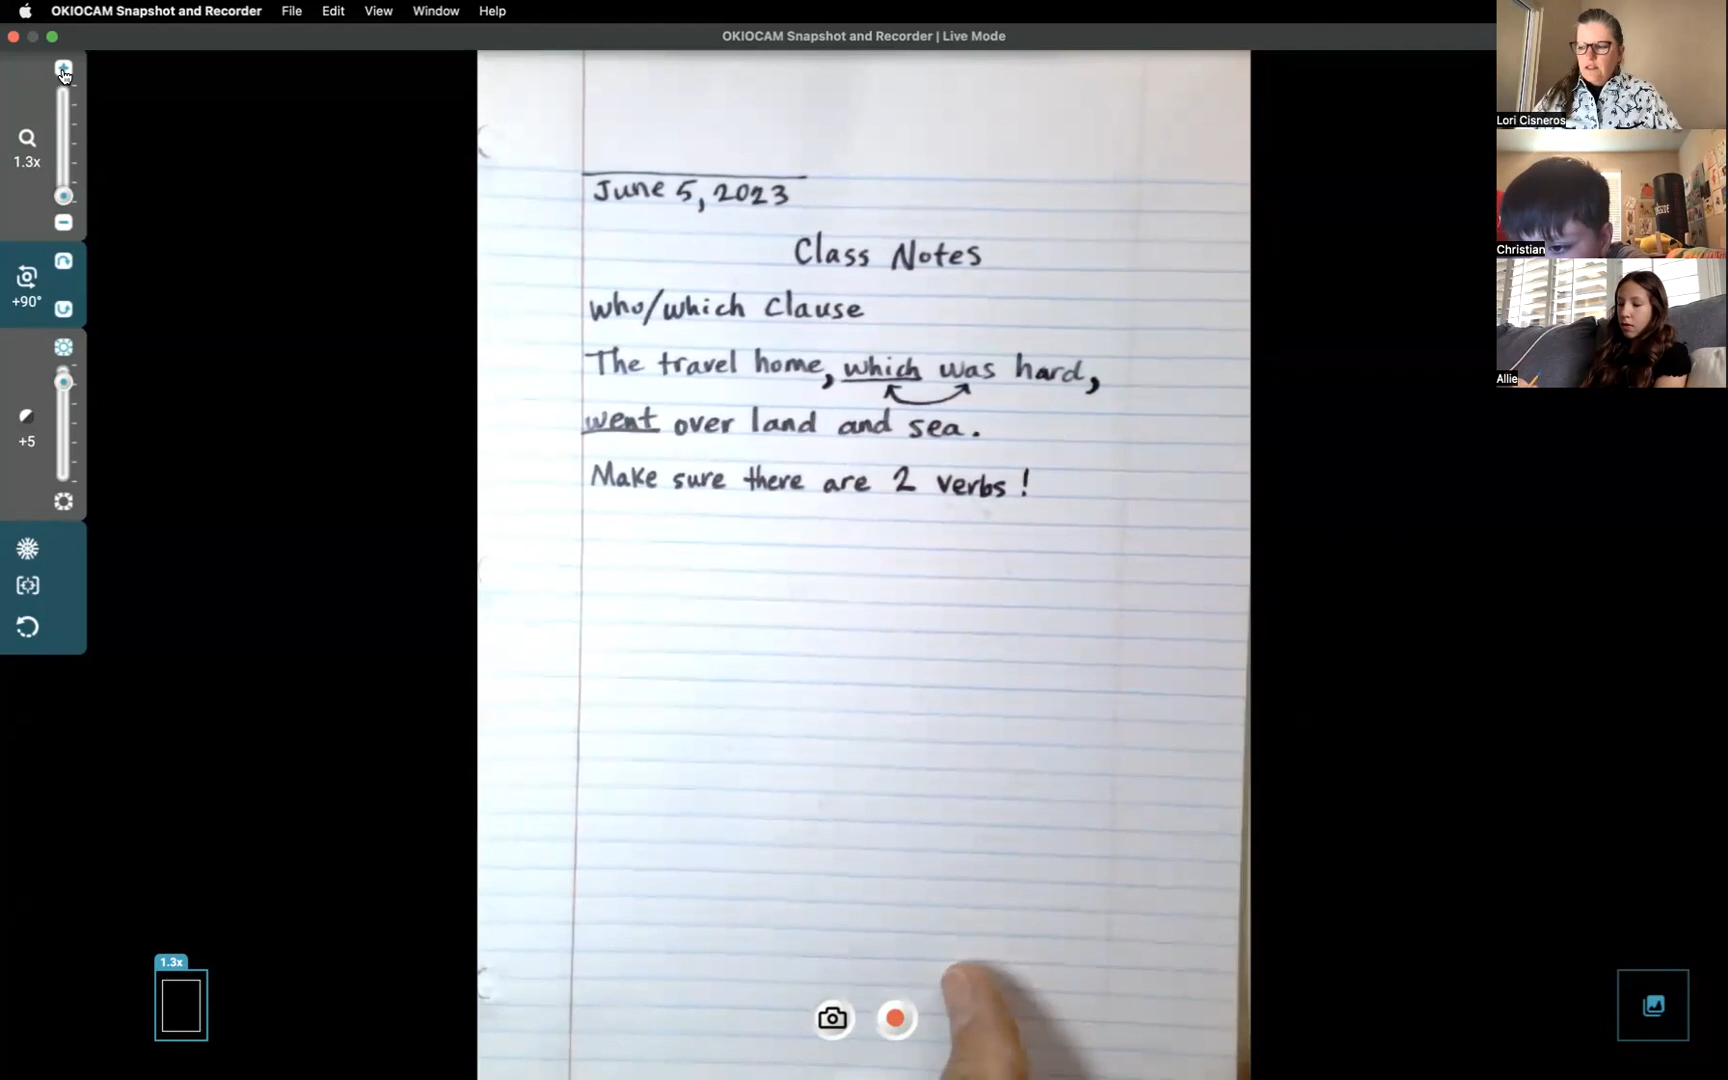 OKIOCAM Snapshot and Recorder File Edit View Window Help
OKIOCAM Snapshot and Recorder | Live Mode
1.3x
+90°
+5
June 5, 2023
Class Notes
who/which Clause
The travel home, which was hard,
went over land and sea.
Make sure there are 2 verbs!
1.3x
Lori Cisneros
Christian
Allie